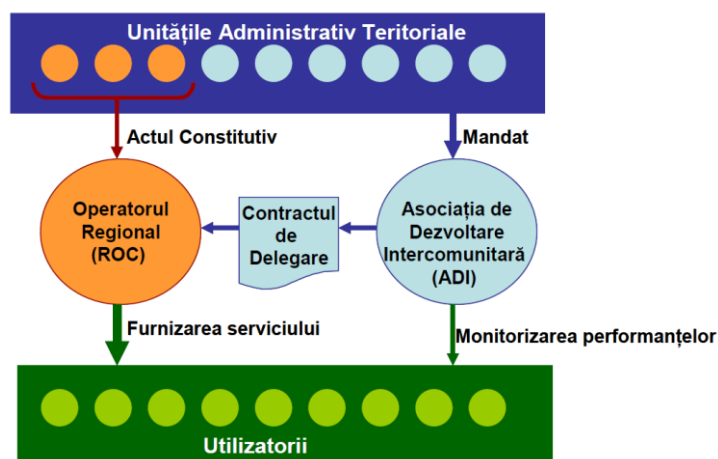 Unitățile Administrativ Teritoriale
Actul Constitutiv
Mandat
Operatorul
Regional
(ROC)
Contractul
de
Delegare
Asociația de
Dezvoltare
Intercomunitară
(ADI)
Furnizarea serviciului
Monitorizarea performanțelor
Utilizatorii